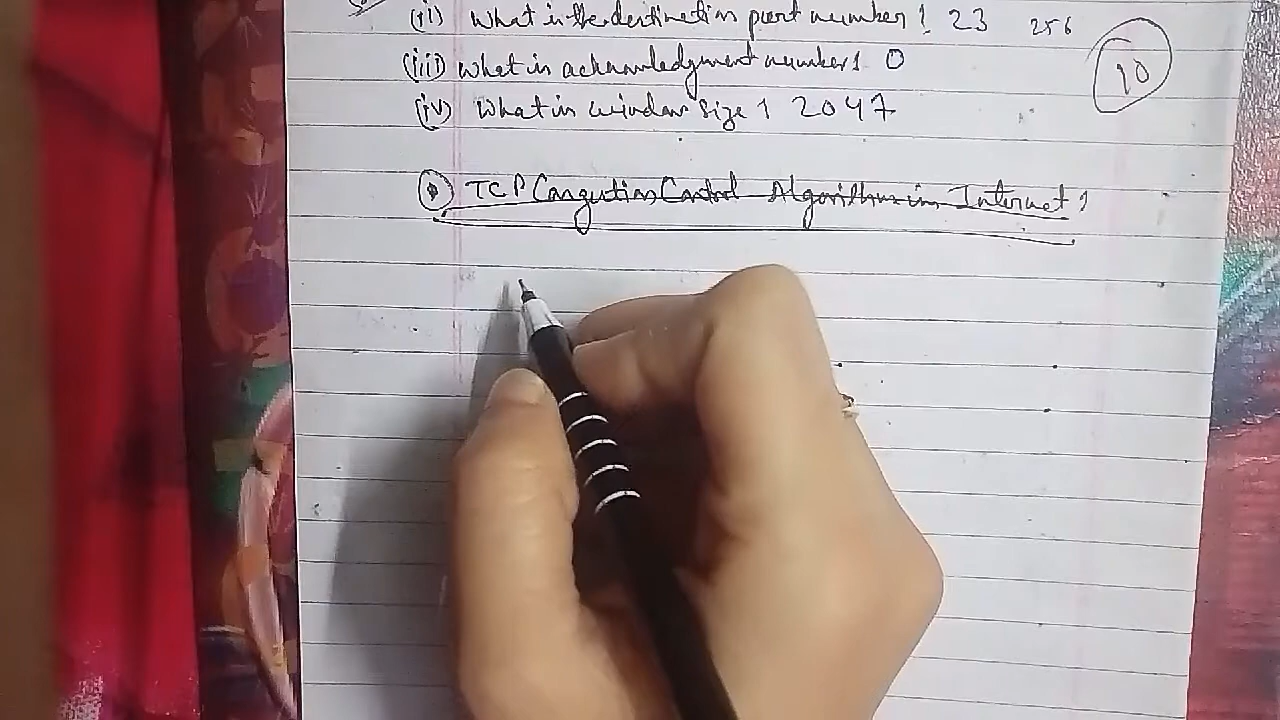 (ii) What is the destination port number? 23 256
(iii) What is acknowledgment number? 0
(iv) What is window size? 2047
10
TCP Congestion Control Algorithm in Internet?